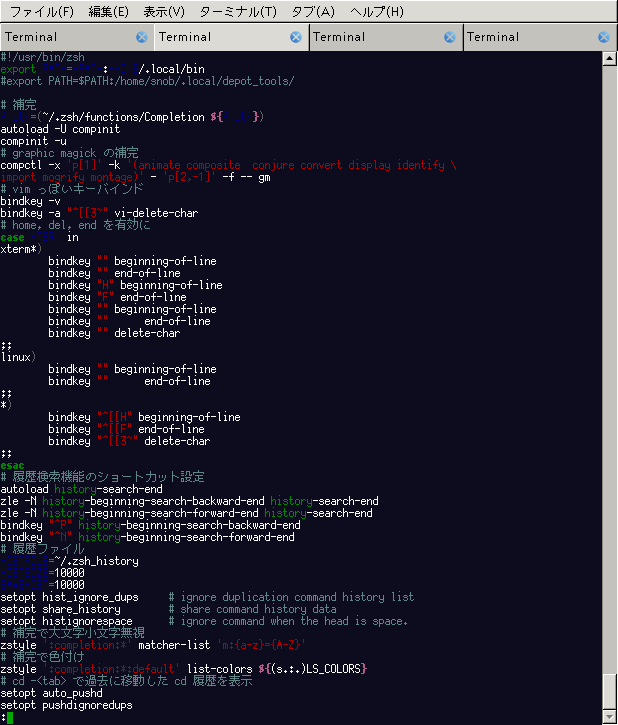 ファイル(F) 編集(E) 表示(V) ターミナル(T) タブ(A) ヘルプ(H)
Terminal Terminal Terminal Terminal
#!/usr/bin/zsh
export /.local/bin
#export PATH=$PATH:/home/snob/.local/depot_tools/
# 補完
=(~/.zsh/functions/Completion ${ })
autoload -U compinit
compinit -u
# graphic magick の補完
compctl -x 'p[1]' -k '(animate composite  conjure convert display identify \
import mogrify montage)' - 'p[2,-1]' -f -- gm
# vim っぽいキーバインド
bindkey -v
bindkey -a "^[[3~" vi-delete-char
# home, del, end を有効に
case in
xterm*)
bindkey "" beginning-of-line
bindkey "" end-of-line
bindkey "H" beginning-of-line
bindkey "F" end-of-line
bindkey "" beginning-of-line
bindkey "" end-of-line
bindkey "" delete-char
;;
linux)
bindkey "" beginning-of-line
bindkey "" end-of-line
;;
*)
bindkey "^[[H" beginning-of-line
bindkey "^[[F" end-of-line
bindkey "^[[3~" delete-char
;;
esac
# 履歴検索機能のショートカット設定
autoload history-search-end
zle -N history-beginning-search-backward-end history-search-end
zle -N history-beginning-search-forward-end history-search-end
bindkey "^P" history-beginning-search-backward-end
bindkey "^N" history-beginning-search-forward-end
# 履歴ファイル
=~/.zsh_history
=10000
=10000
setopt hist_ignore_dups # ignore duplication command history list
setopt share_history # share command history data
setopt histignorespace # ignore command when the head is space.
# 補完で大文字小文字無視
zstyle ':completion:*' matcher-list 'm:{a-z}={A-Z}'
# 補完で色付け
zstyle ':completion:*:default' list-colors ${(s.:.)LS_COLORS}
# cd -<tab> で過去に移動した cd 履歴を表示
setopt auto_pushd
setopt pushdignoredups
: